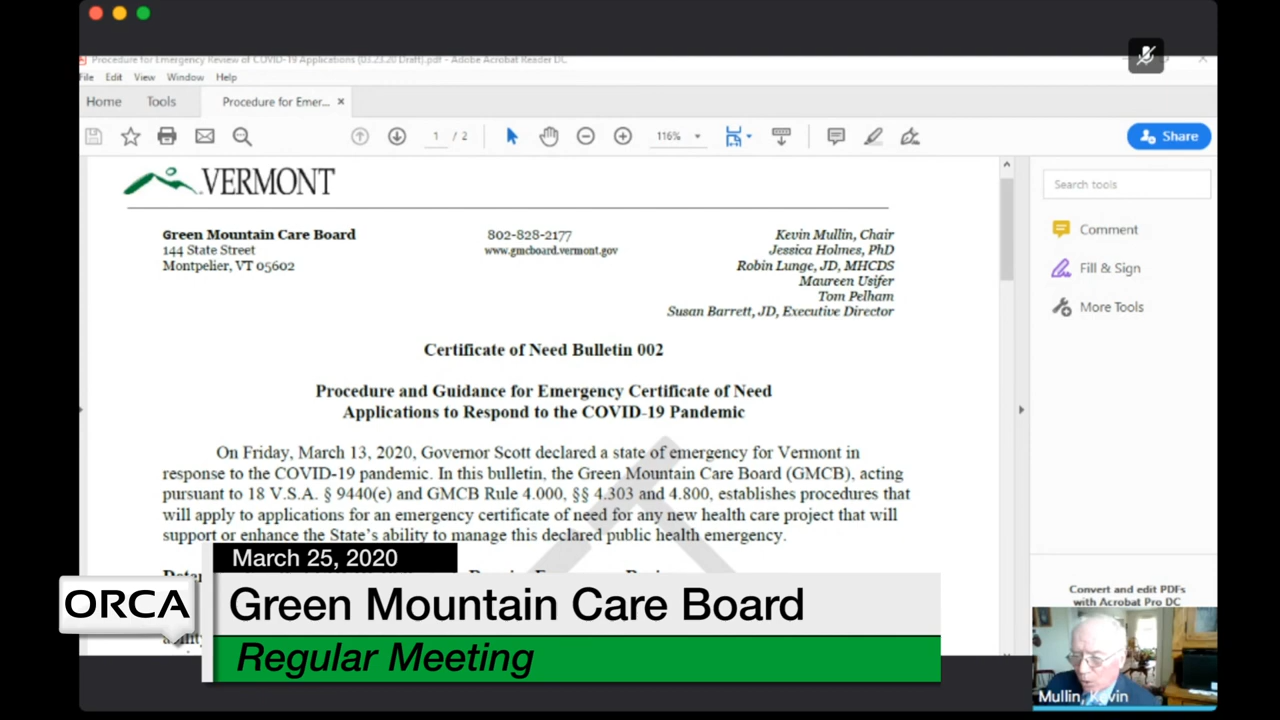 Procedure for Emergency Review of COVID-19 Applications (03.23.20 Draft).pdf - Adobe Acrobat Reader DC
File Edit View Window Help
Home Tools Procedure for Emer... ×
1 / 2 116% Share
Search tools
Comment
Fill & Sign
More Tools
VERMONT
Green Mountain Care Board 802-828-2177 Kevin Mullin, Chair
144 State Street www.gmcboard.vermont.gov Jessica Holmes, PhD
Montpelier, VT 05602 Robin Lunge, JD, MHCDS
Maureen Usifer
Tom Pelham
Susan Barrett, JD, Executive Director
Certificate of Need Bulletin 002
Procedure and Guidance for Emergency Certificate of Need
Applications to Respond to the COVID-19 Pandemic
On Friday, March 13, 2020, Governor Scott declared a state of emergency for Vermont in
response to the COVID-19 pandemic. In this bulletin, the Green Mountain Care Board (GMCB), acting
pursuant to 18 V.S.A. § 9440(e) and GMCB Rule 4.000, §§ 4.303 and 4.800, establishes procedures that
will apply to applications for an emergency certificate of need for any new health care project that will
support or enhance the State's ability to manage this declared public health emergency.
March 25, 2020
ORCA
Green Mountain Care Board
Regular Meeting
Convert and edit PDFs
with Acrobat Pro DC
Mullin, Kevin